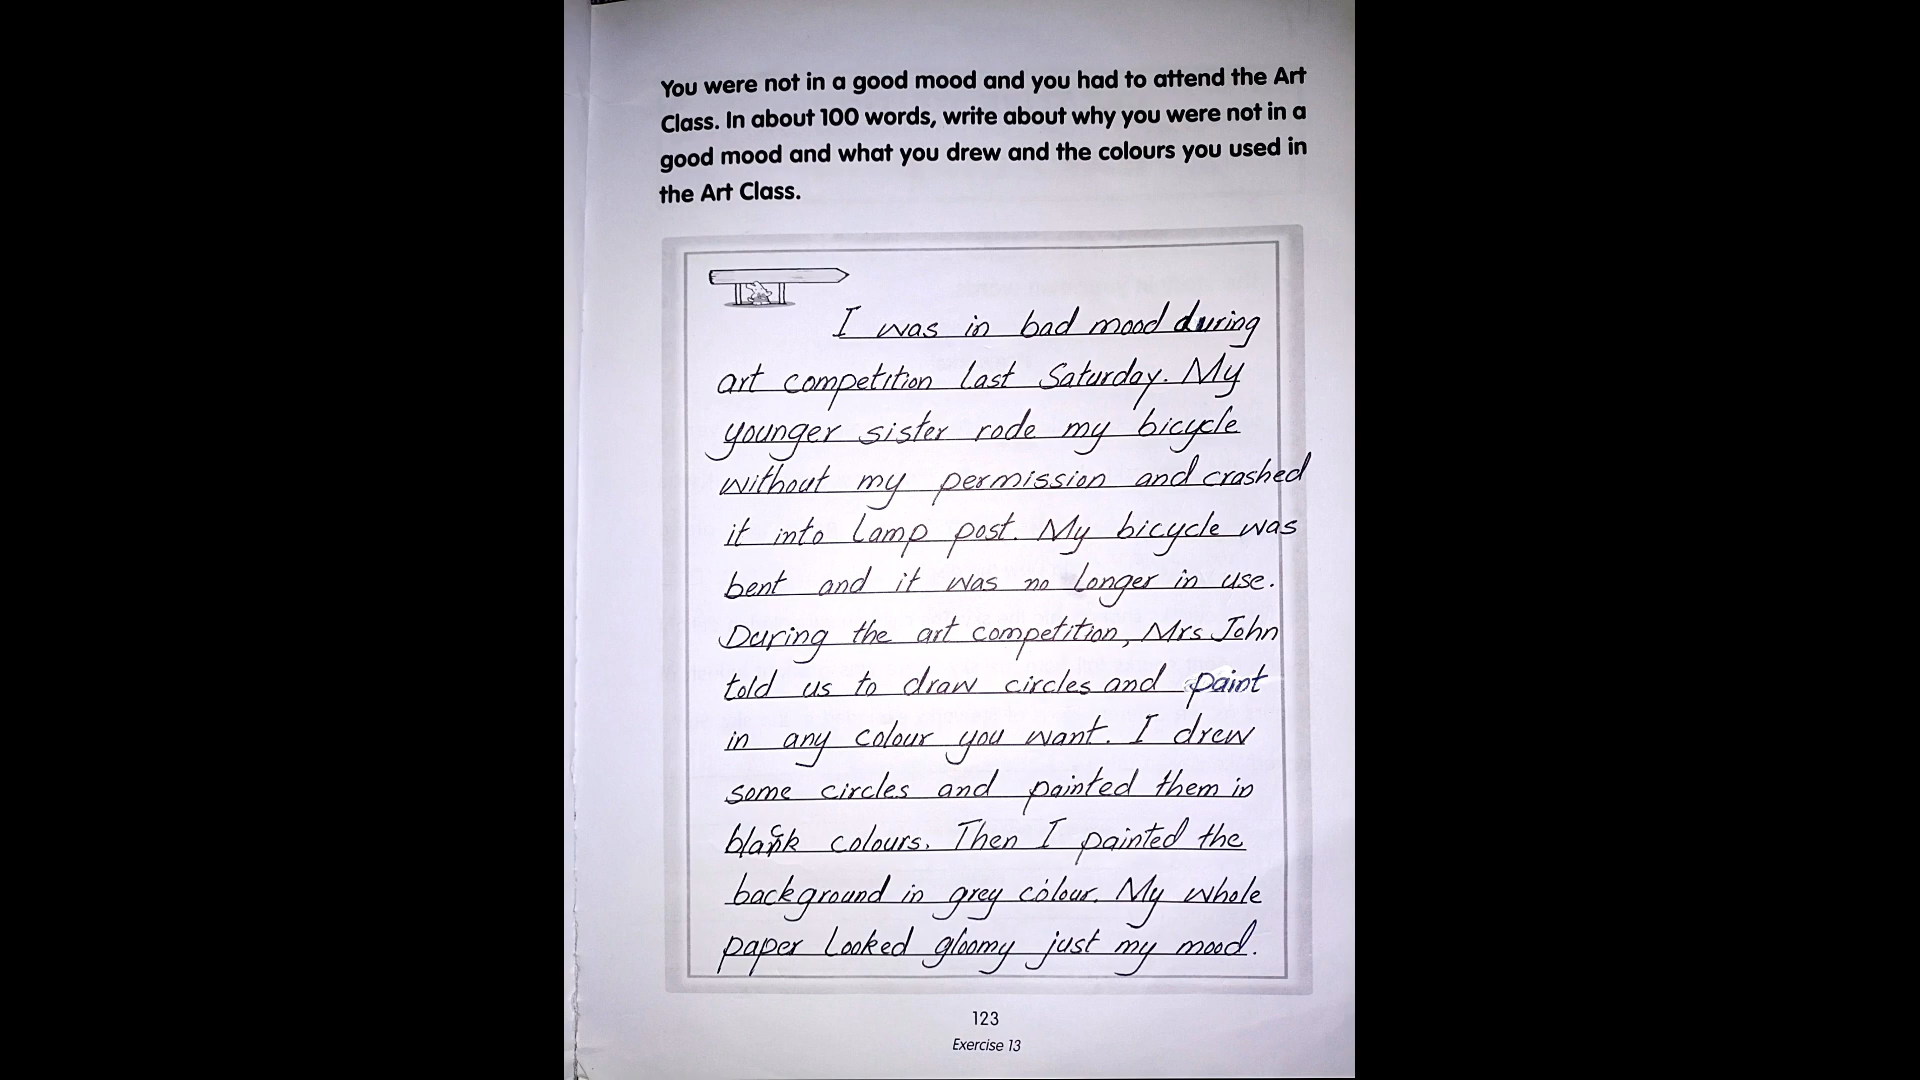 You were not in a good mood and you had to attend the Art
Class. In about 100 words, write about why you were not in a
good mood and what you drew and the colours you used in
the Art Class.
I was in bad mood during
art competition last Saturday. My
younger sister rode my bicycle
without my permission and crashed
it into lamp post. My bicycle was
bent and it was no longer in use.
During the art competition, Mrs John
told us to draw circles and paint
in any colour you want. I drew
some circles and painted them in
black colours. Then I painted the
background in grey colour. My whole
paper looked gloomy just my mood.
123
Exercise 13